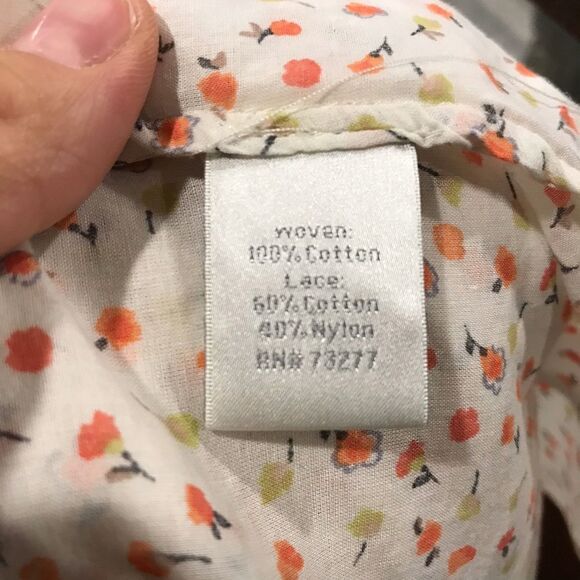 Woven:
100% Cotton
Lace:
60% Cotton
40% Nylon
RN# 73277